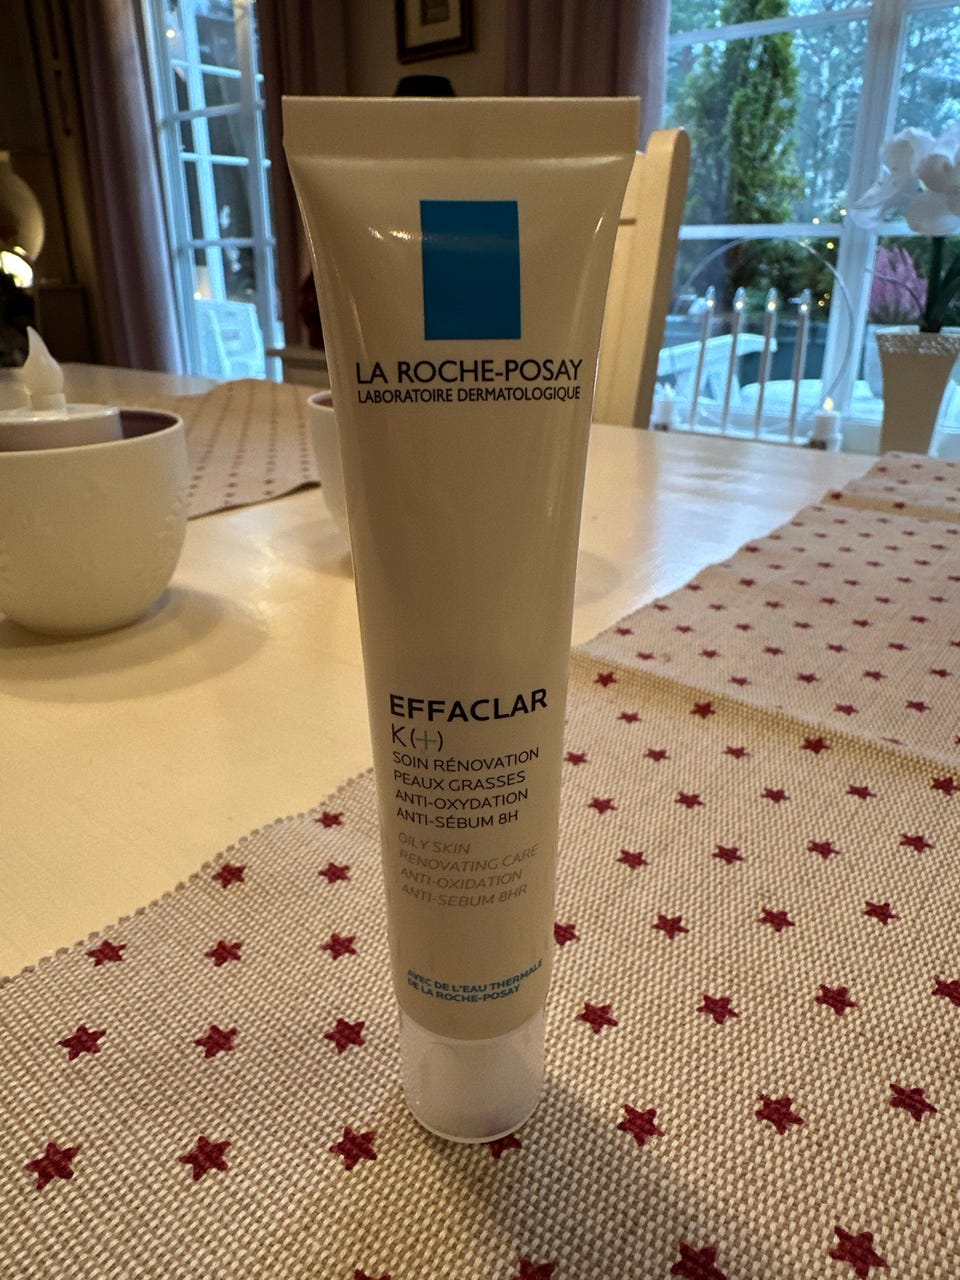 LA ROCHE-POSAY
LABORATOIRE DERMATOLOGIQUE
EFFACLAR
K(+)
SOIN RÉNOVATION
PEAUX GRASSES
ANTI-OXYDATION
ANTI-SÉBUM 8H
OILY SKIN
RENOVATING CARE
ANTI-OXIDATION
ANTI-SEBUM 8HR
AVEC DE L'EAU THERMALE
DE LA ROCHE-POSAY